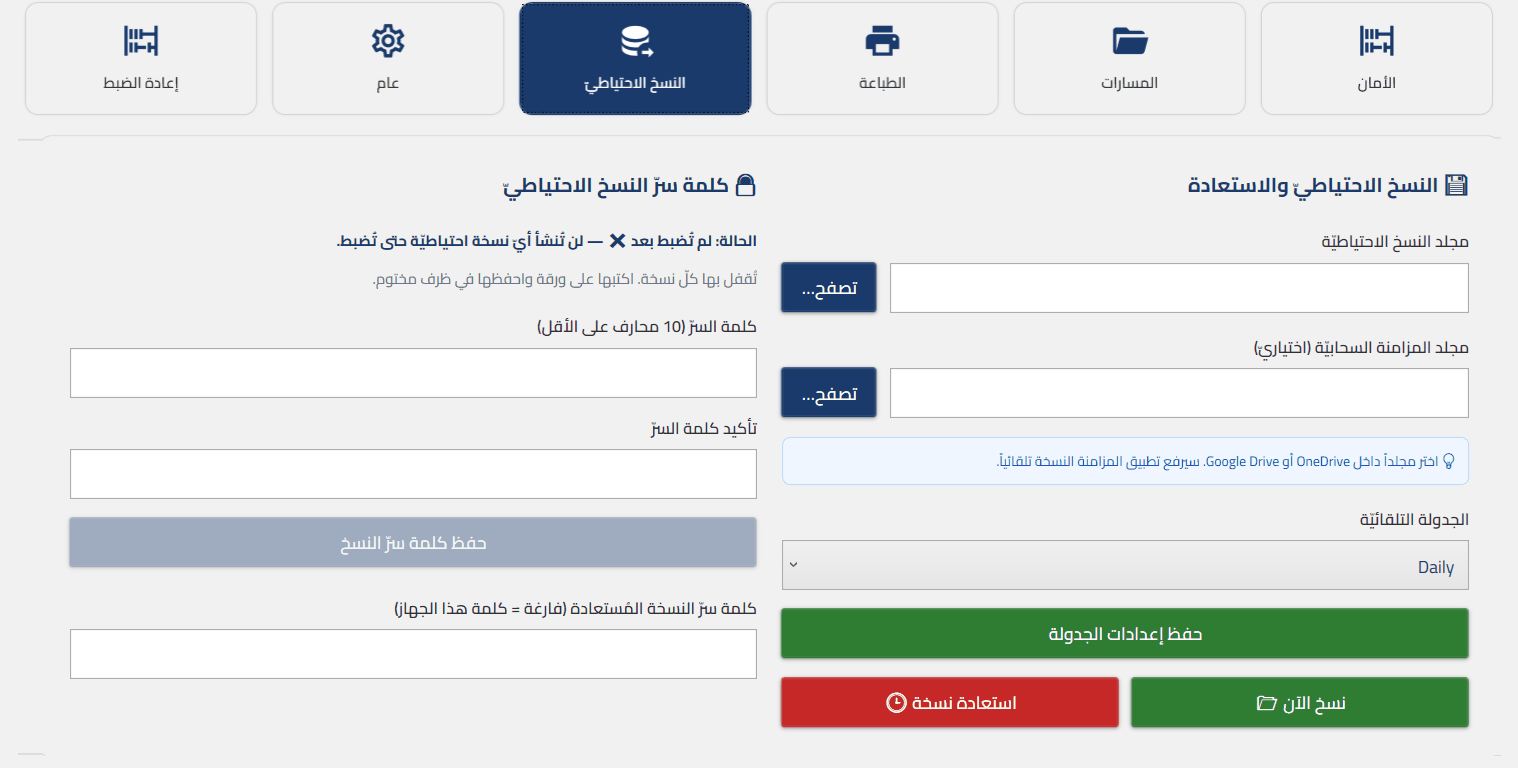 الأمان
المسارات
الطباعة
النسخ الاحتياطيّ
عام
إعادة الضبط
النسخ الاحتياطيّ والاستعادة
مجلد النسخ الاحتياطيّة
تصفح...
مجلد المزامنة السحابيّة (اختياريّ)
تصفح...
اختر مجلداً داخل OneDrive أو Google Drive. سيرفع تطبيق المزامنة النسخة تلقائياً.
الجدولة التلقائيّة
Daily
حفظ إعدادات الجدولة
نسخ الآن
استعادة نسخة
كلمة سرّ النسخ الاحتياطيّ
الحالة: لم تُضبط بعد ❌ — لن تُنشأ أيّ نسخة احتياطيّة حتى تُضبط.
تُقفل بها كلّ نسخة. اكتبها على ورقة واحفظها في ظرف مختوم.
كلمة السرّ (10 محارف على الأقل)
تأكيد كلمة السرّ
حفظ كلمة سرّ النسخ
كلمة سرّ النسخة المُستعادة (فارغة = كلمة هذا الجهاز)